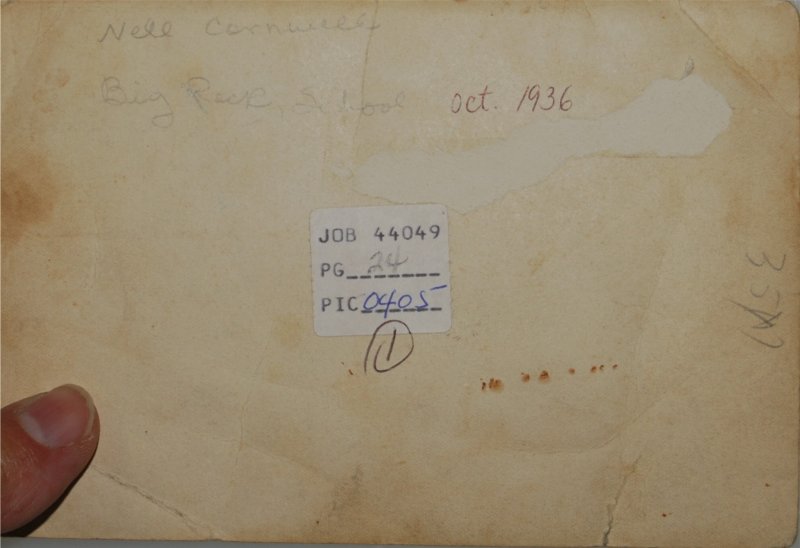 Nell Cornwell
Big Rock School oct. 1936
JOB 44049
PG 24
PIC 0405
1